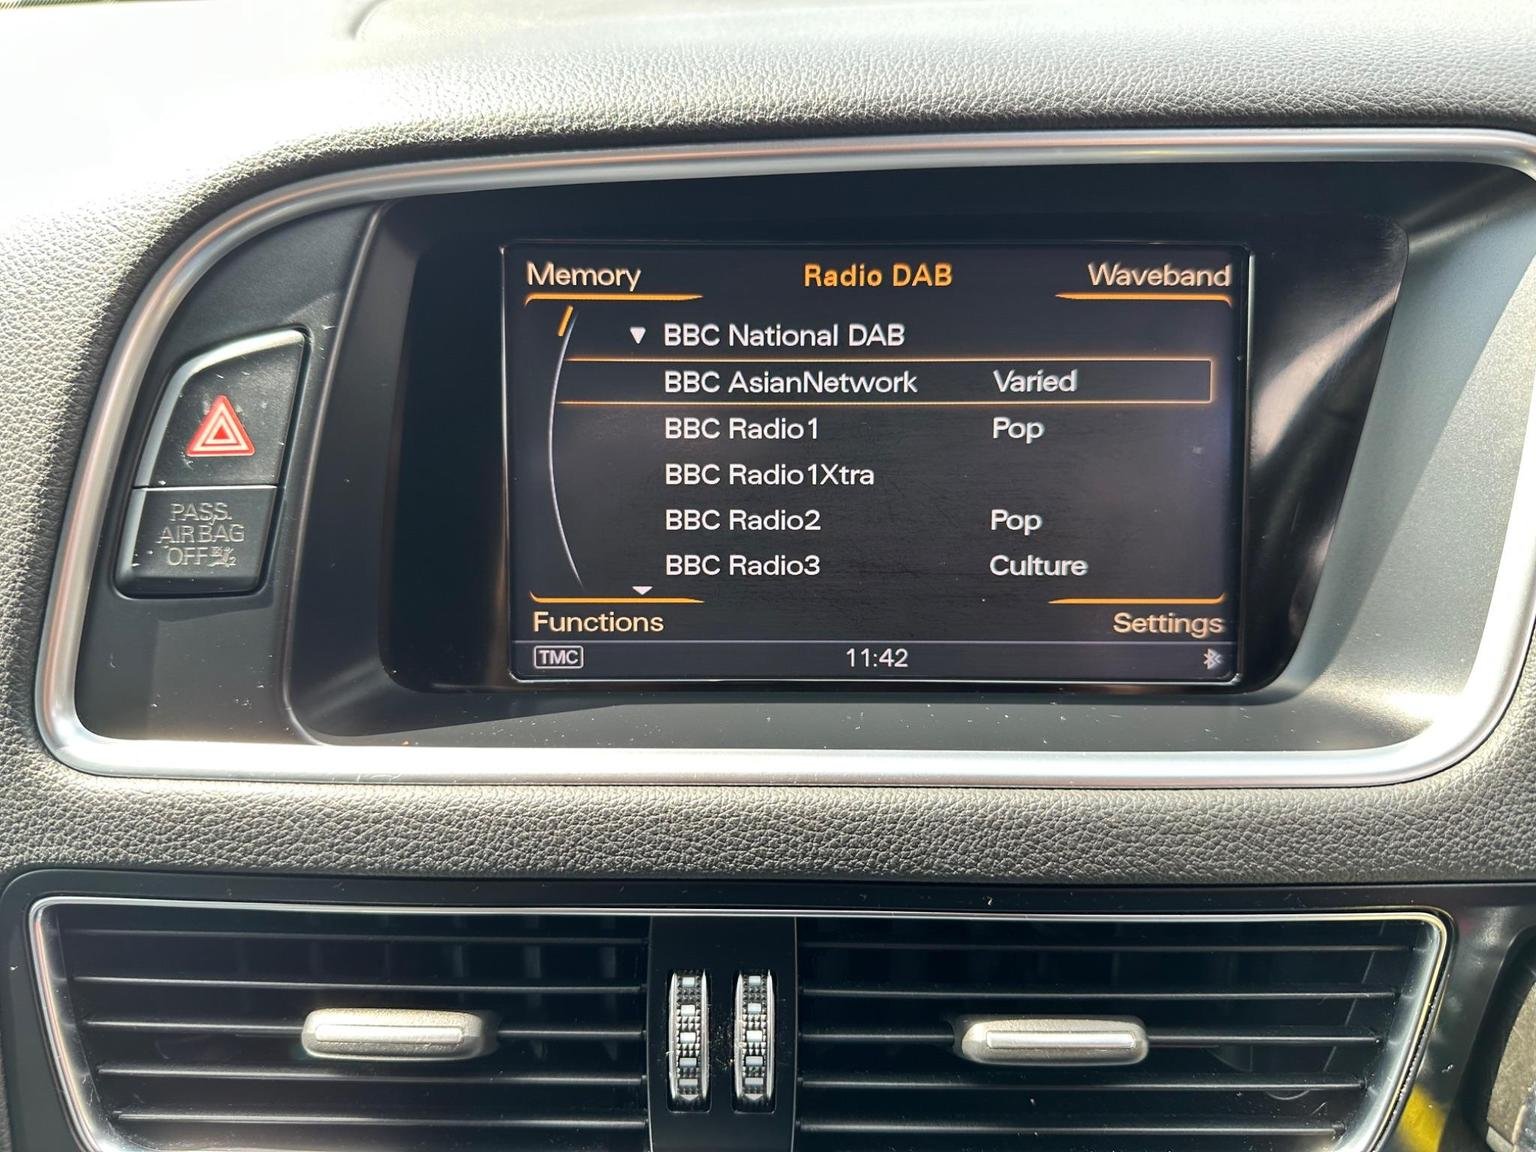 Memory Radio DAB Waveband
BBC National DAB
BBC AsianNetwork Varied
BBC Radio1 Pop
BBC Radio1Xtra
BBC Radio2 Pop
BBC Radio3 Culture
Functions Settings
TMC 11:42
PASS.
AIR BAG
OFF